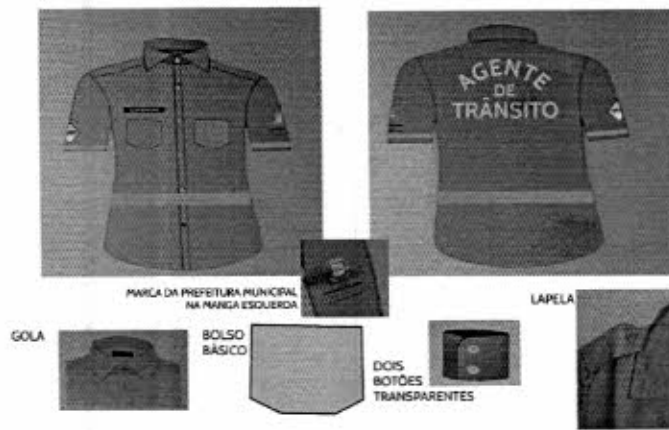 AGENTE
DE
TRÂNSITO
MARCA DA PREFEITURA MUNICIPAL
NA MANGA ESQUERDA
LAPELA
GOLA
BOLSO
BÁSICO
DOIS
BOTÕES
TRANSPARENTES